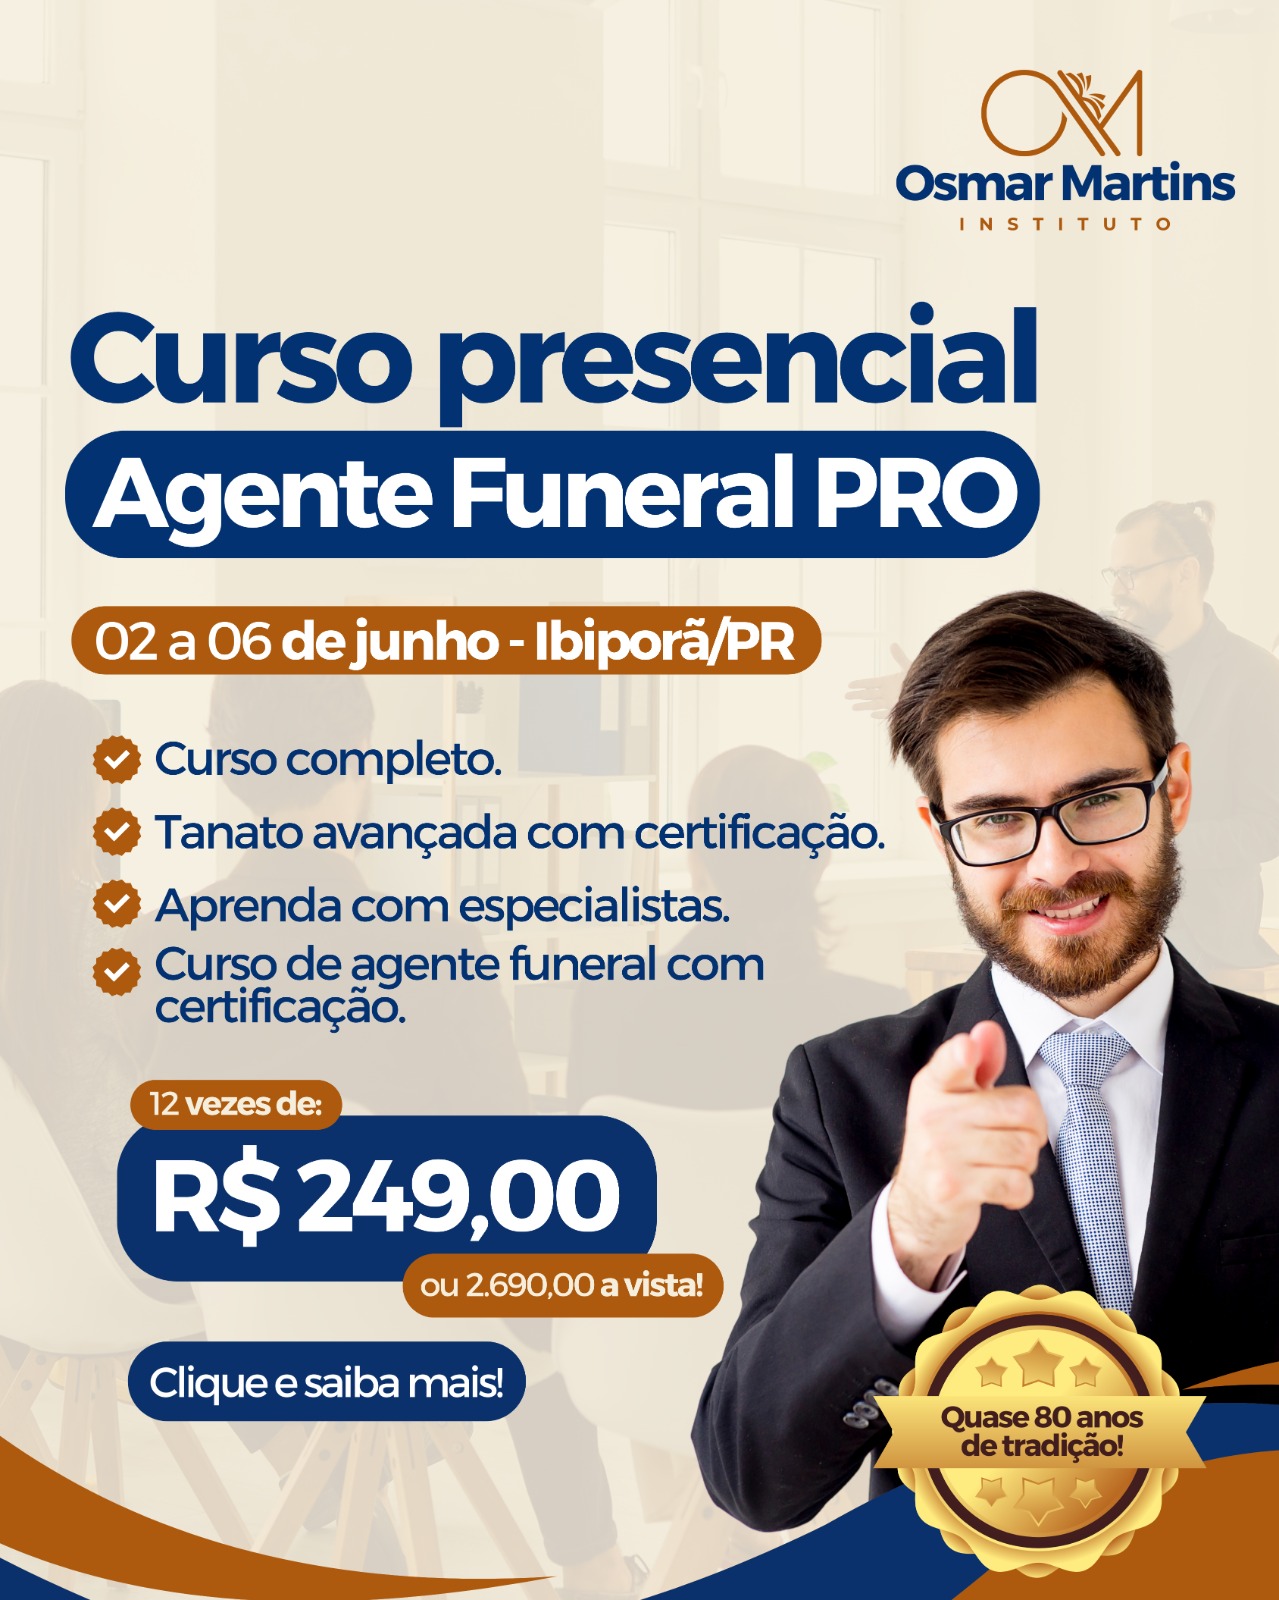 Osmar Martins
INSTITUTO
Curso presencial
Agente Funeral PRO
02 a 06 de junho - Ibiporã/PR
Curso completo.
Tanato avançada com certificação.
Aprenda com especialistas.
Curso de agente funeral com
certificação.
12 vezes de:
R$ 249,00
ou 2.690,00 a vista!
Clique e saiba mais!
Quase 80 anos
de tradição!